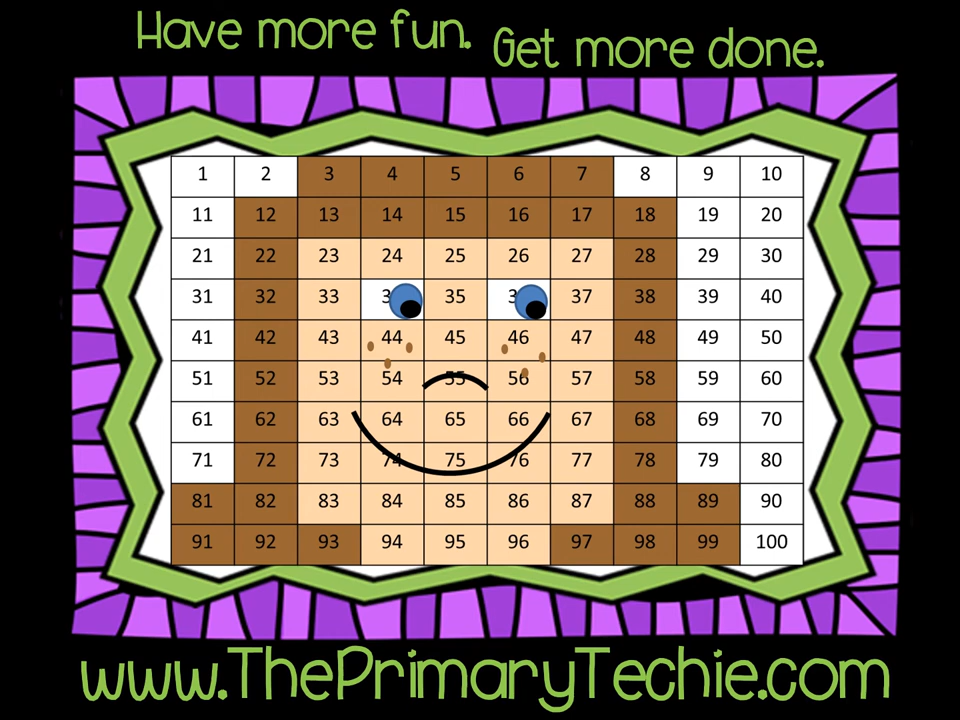 Have more fun. Get more done.
1 2 3 4 5 6 7 8 9 10
11 12 13 14 15 16 17 18 19 20
21 22 23 24 25 26 27 28 29 30
31 32 33 35 37 38 39 40
41 42 43 44 45 46 47 48 49 50
51 52 53 54 55 56 57 58 59 60
61 62 63 64 65 66 67 68 69 70
71 72 73 74 75 76 77 78 79 80
81 82 83 84 85 86 87 88 89 90
91 92 93 94 95 96 97 98 99 100
www.ThePrimaryTechie.com